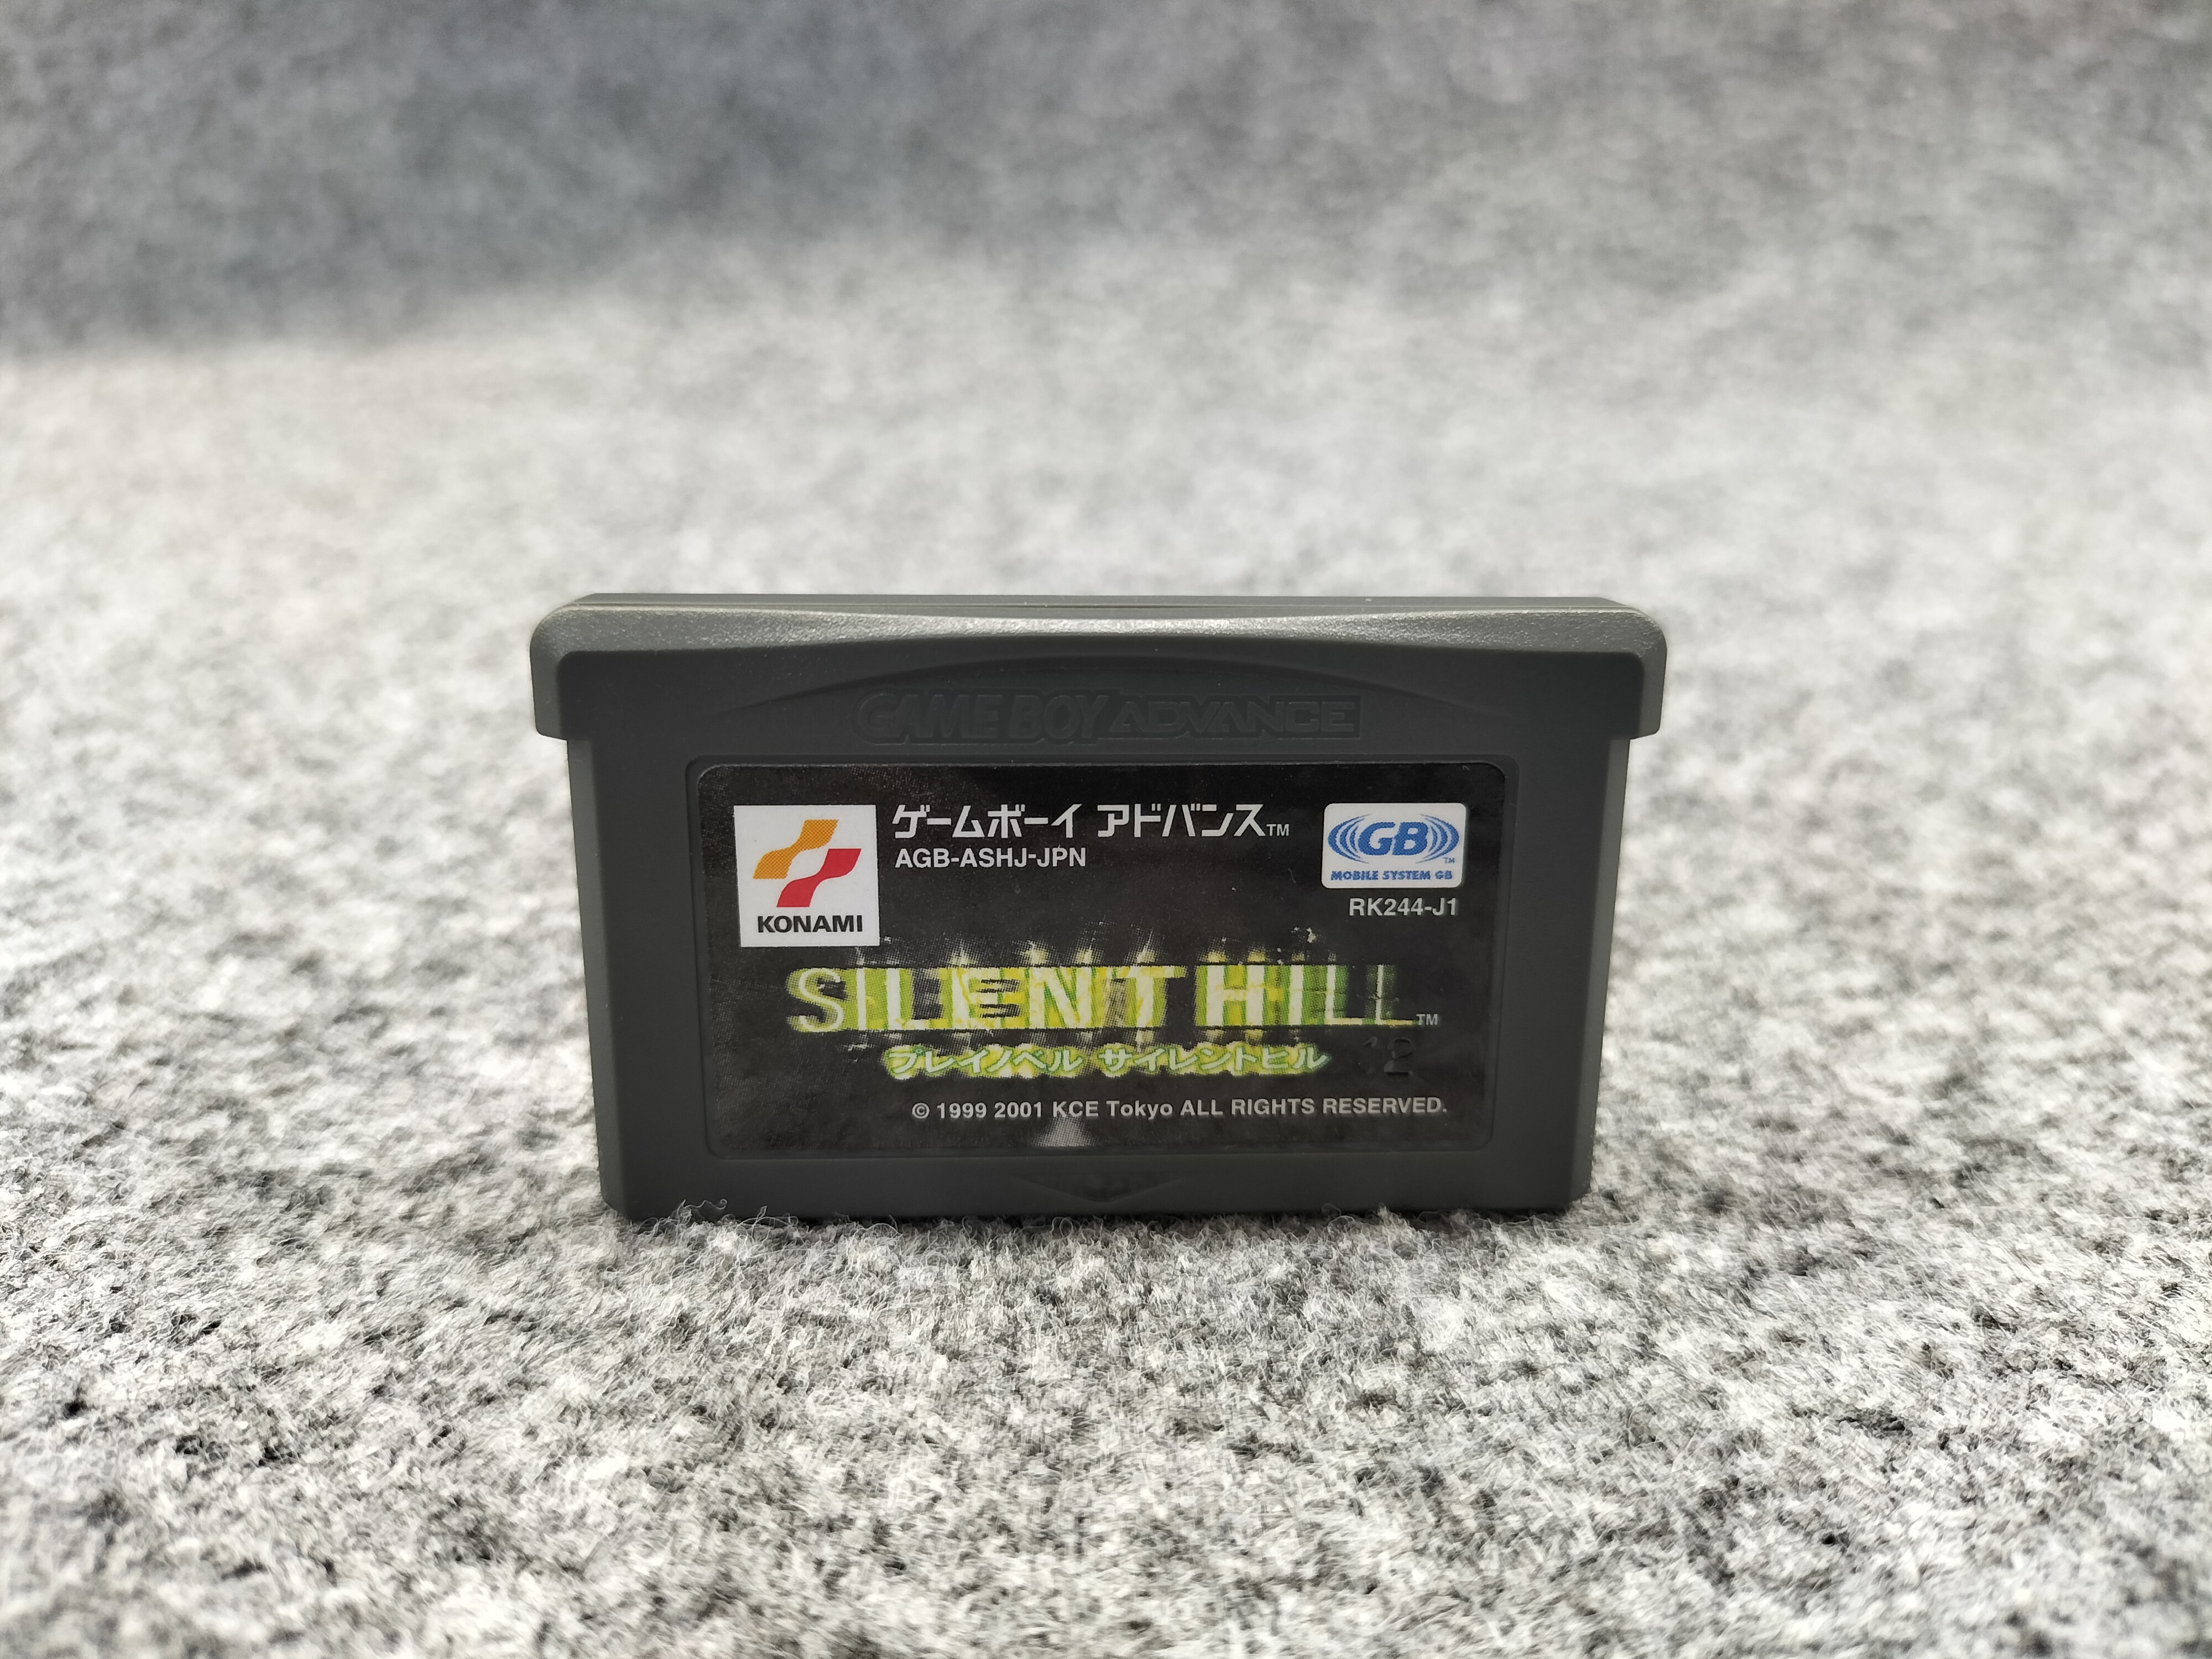 GAME BOY ADVANCE
ゲームボーイ アドバンス™
AGB-ASHJ-JPN
KONAMI
GB™
MOBILE SYSTEM GB
RK244-J1
SILENT HILL™
プレイノベル サイレントヒル
12
© 1999 2001 KCE Tokyo ALL RIGHTS RESERVED.